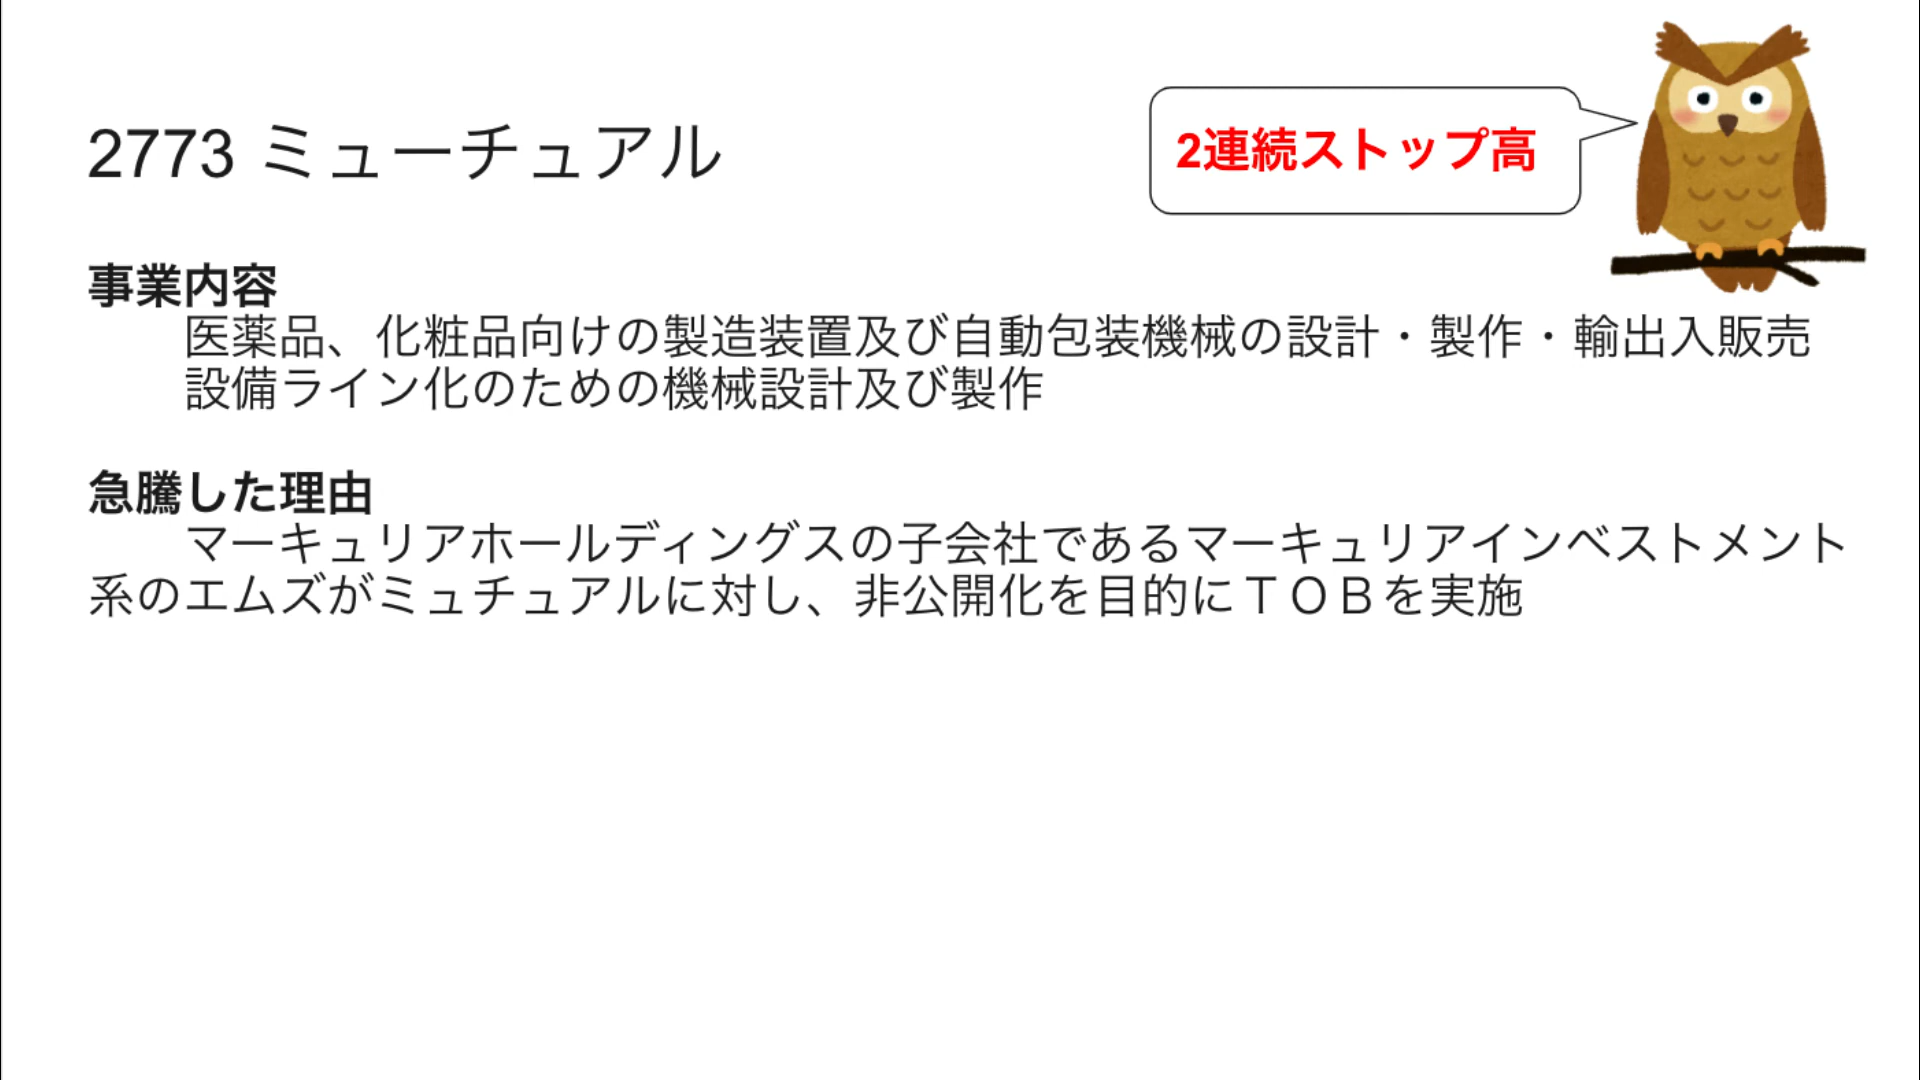 2773 ミューチュアル
2連続ストップ高
事業内容
医薬品、化粧品向けの製造装置及び自動包装機械の設計・製作・輸出入販売
設備ライン化のための機械設計及び製作
急騰した理由
マーキュリアホールディングスの子会社であるマーキュリアインベストメント
系のエムズがミュチュアルに対し、非公開化を目的にＴＯＢを実施